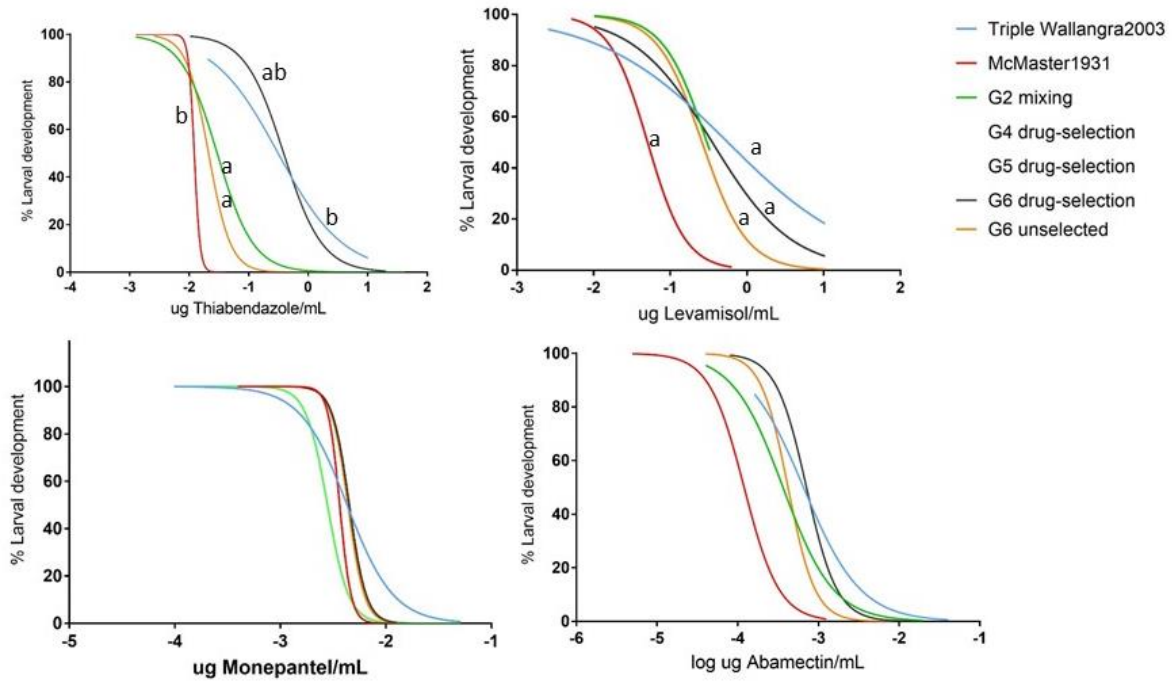 100
80
60
40
20
0
% Larval development
ab
b
a
a
b
-4
-3
-2
-1
0
1
2
ug Thiabendazole/mL
100
80
60
40
20
0
% Larval development
a
a
a
a
-3
-2
-1
0
1
2
ug Levamisol/mL
Triple Wallangra2003
McMaster1931
G2 mixing
G4 drug-selection
G5 drug-selection
G6 drug-selection
G6 unselected
100
80
60
40
20
0
% Larval development
-5
-4
-3
-2
-1
ug Monepantel/mL
100
80
60
40
20
0
% Larval development
-6
-5
-4
-3
-2
-1
log ug Abamectin/mL